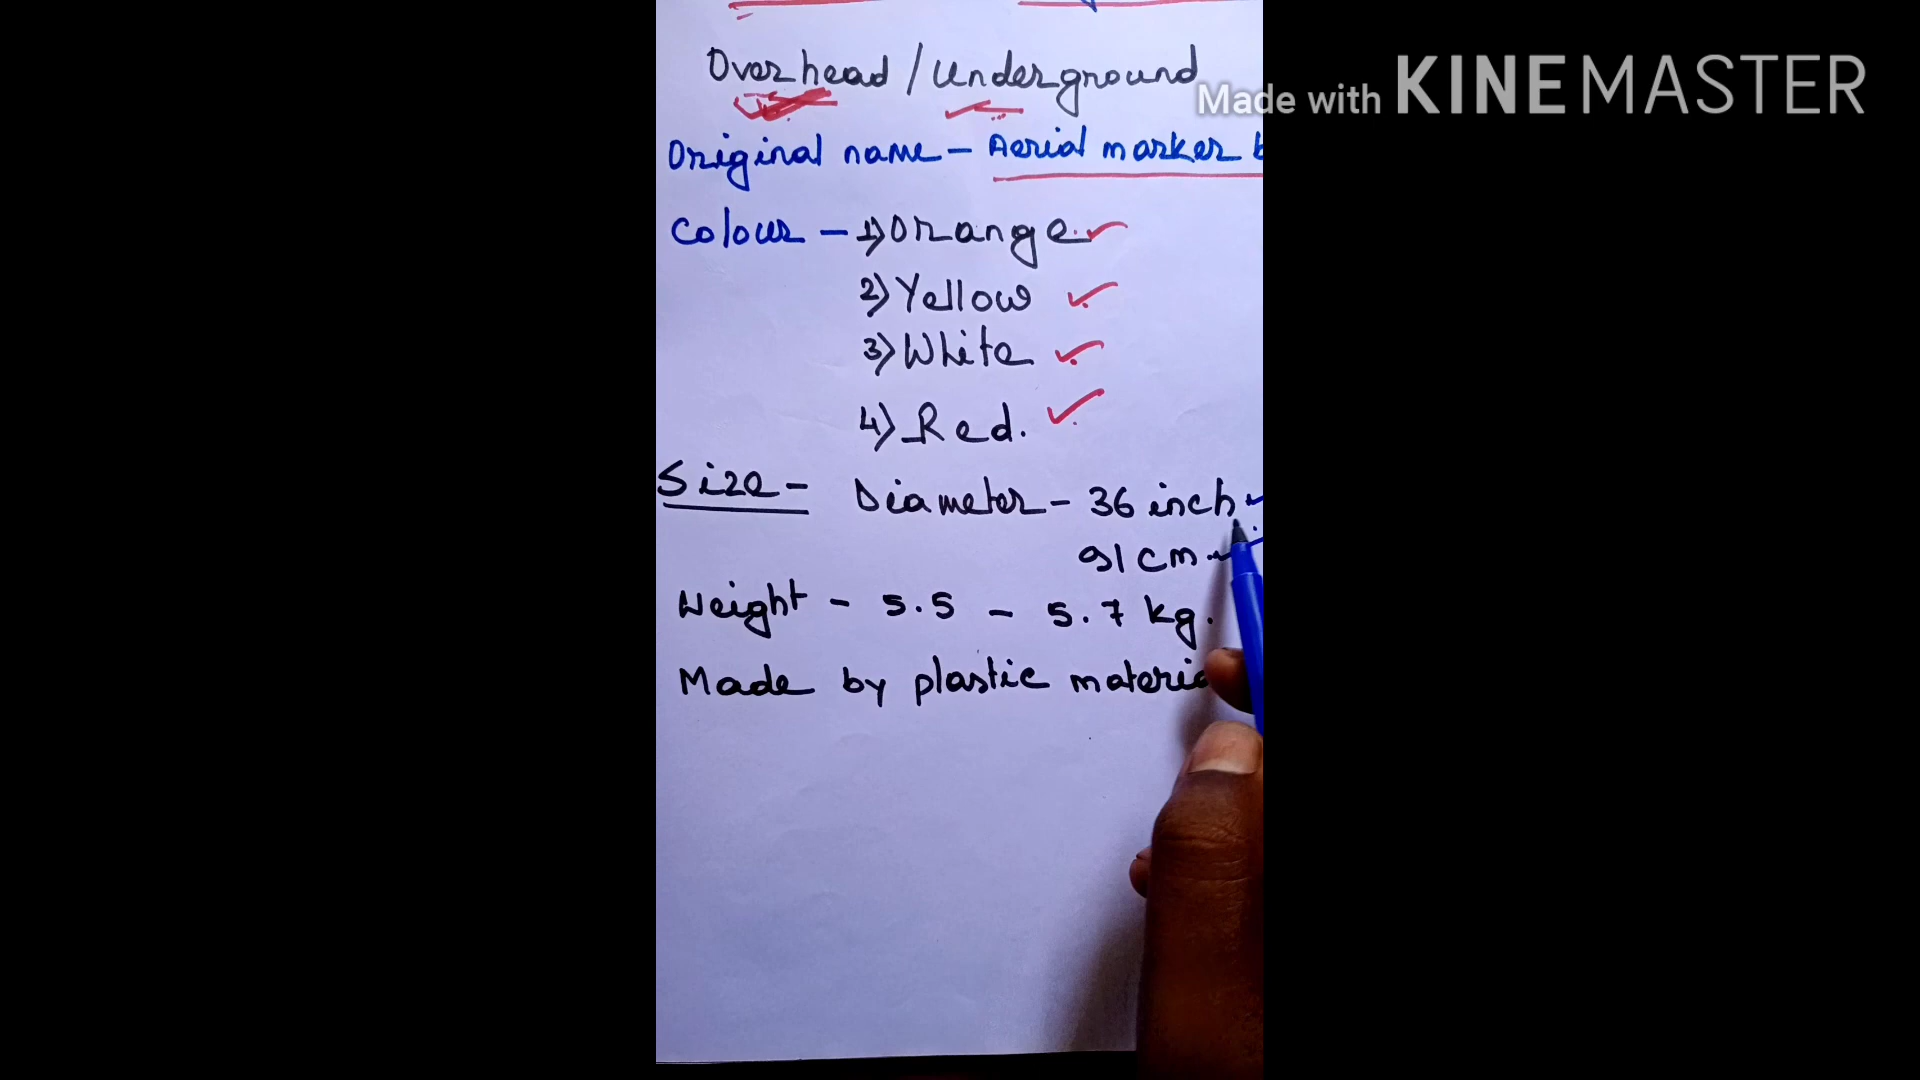 Overhead / Underground
Made with KINEMASTER
Original name - Aerial marker b
Colour - 1) Orange
2) Yellow
3) White
4) Red.
Size - Diameter - 36 inch
91 cm
Weight - 5.5 - 5.7 kg.
Made by plastic material